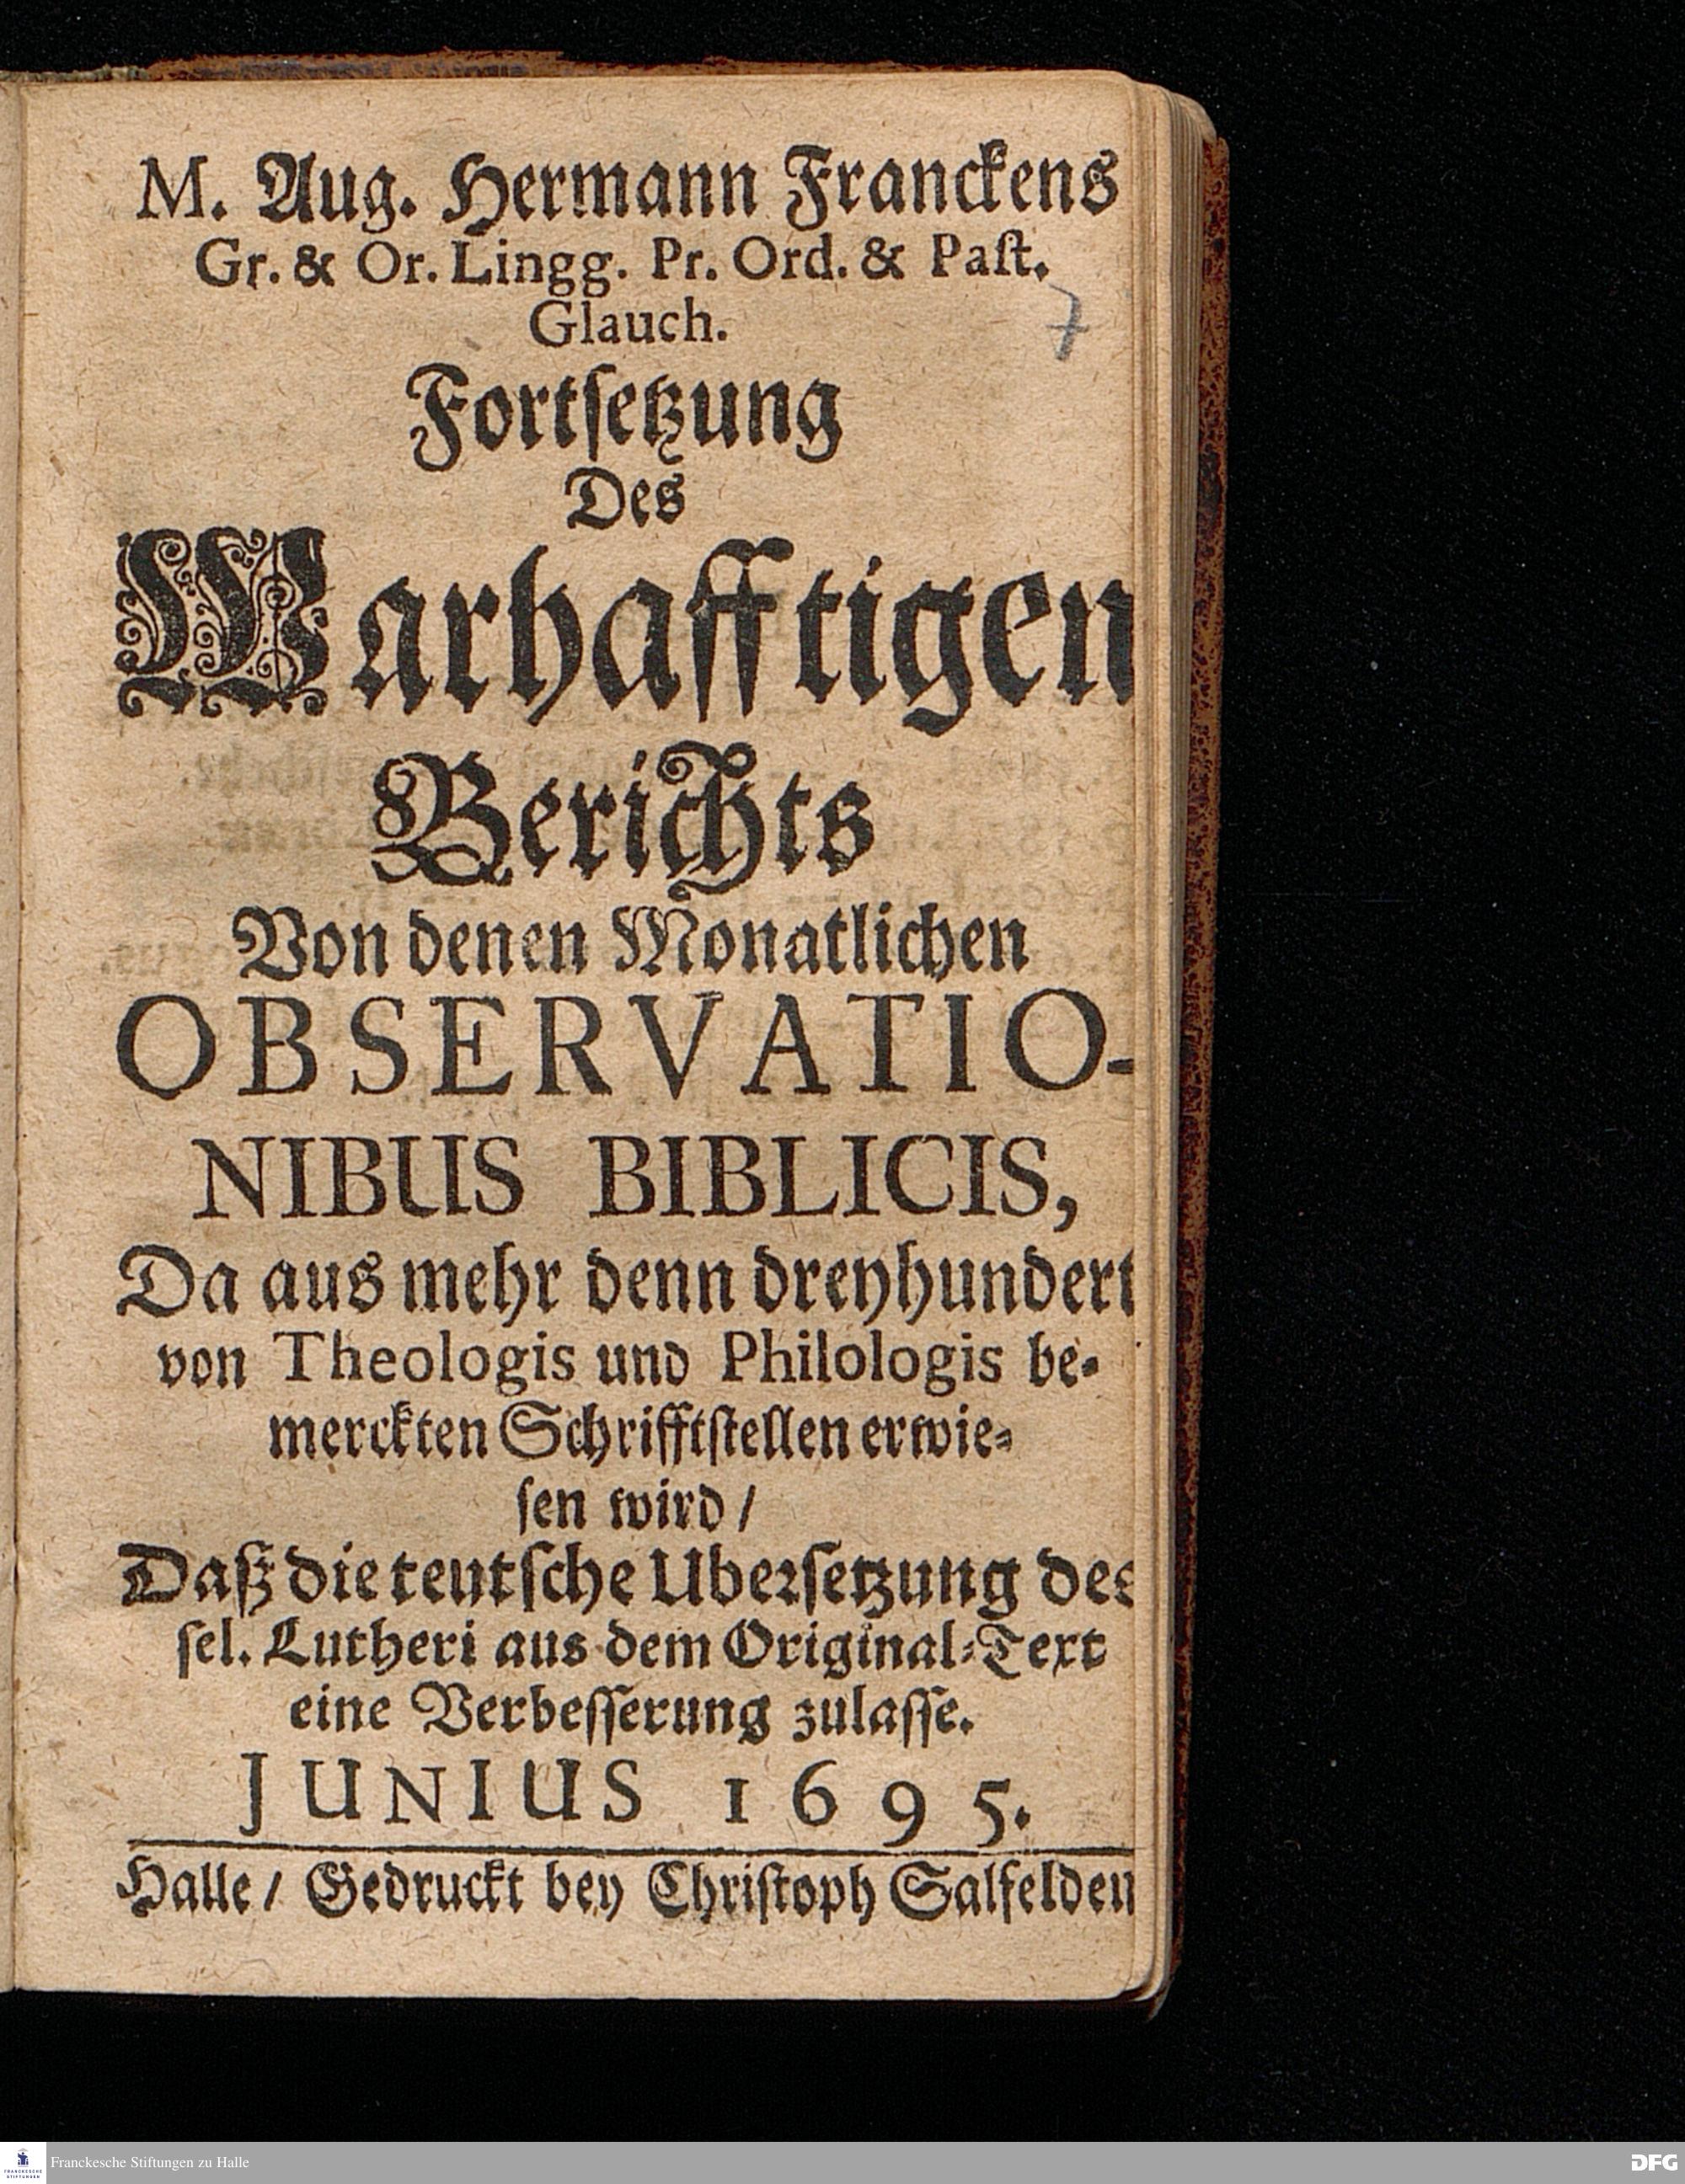 M. Aug. Hermann Franckens
Gr. & Or. Lingg. Pr. Ord. & Paſt.
Glauch.
7
Fortſetzung
Des
Warhafftigen
Berichts
Von denen Monatlichen
OBSERVATIO-
NIBUS BIBLICIS,
Da aus mehr denn dreyhundert
von Theologis und Philologis be-
merckten Schrifftſtellen erwie-
ſen wird /
Daß die teutſche Uberſetzung des
ſel. Lutheri aus dem Original-Text
eine Verbeſſerung zulaſſe.
JUNIUS 1695.
Halle / Gedruckt bey Chriſtoph Salfelden
FRANCKESCHE
STIFTUNGEN
Franckesche Stiftungen zu Halle
DFG